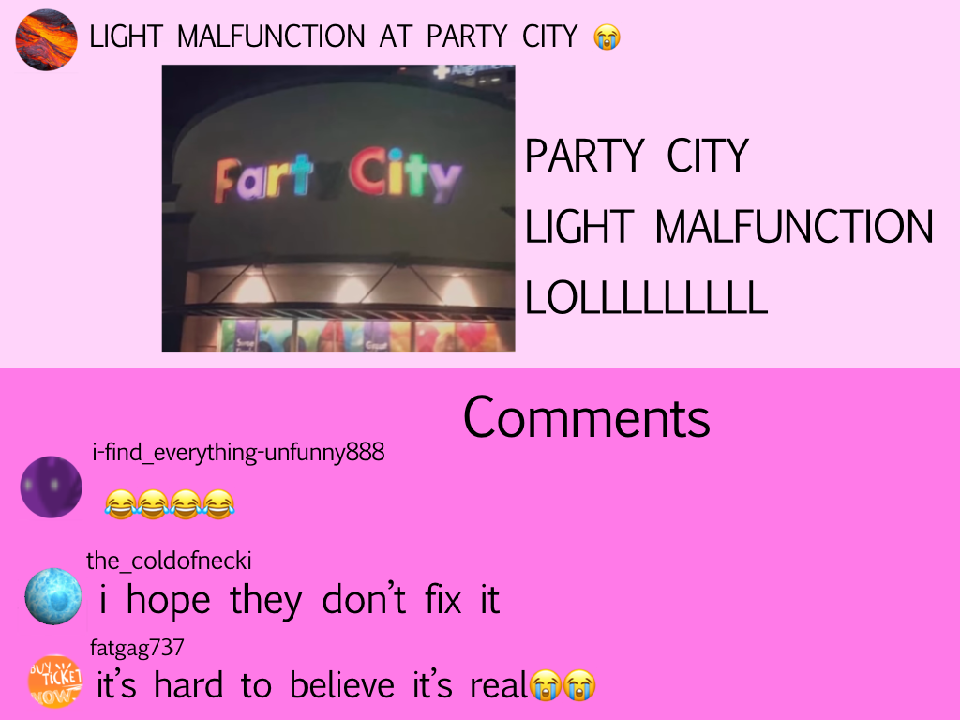 LIGHT MALFUNCTION AT PARTY CITY 😭
Fart City
PARTY CITY
LIGHT MALFUNCTION
LOLLLLLLLLL
Comments
i-find_everything-unfunny888
😂😂😂😂
the_coldofnecki
i hope they don't fix it
fatgag737
BUY
TICKET
NOW
it's hard to believe it's real😭😭